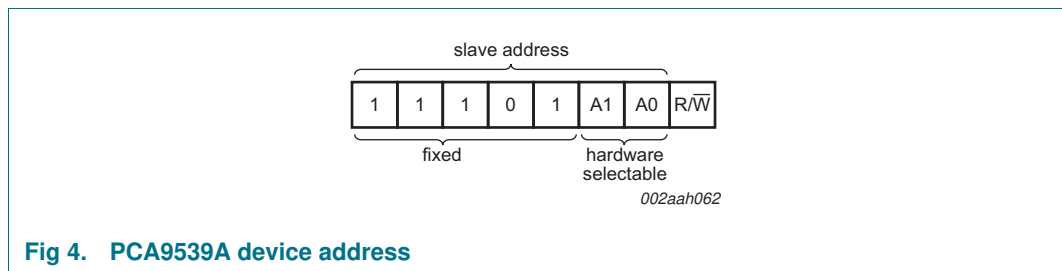 slave address
1 1 1 0 1 A1 A0 R/W̅
fixed
hardware
selectable
002aah062
Fig 4. PCA9539A device address